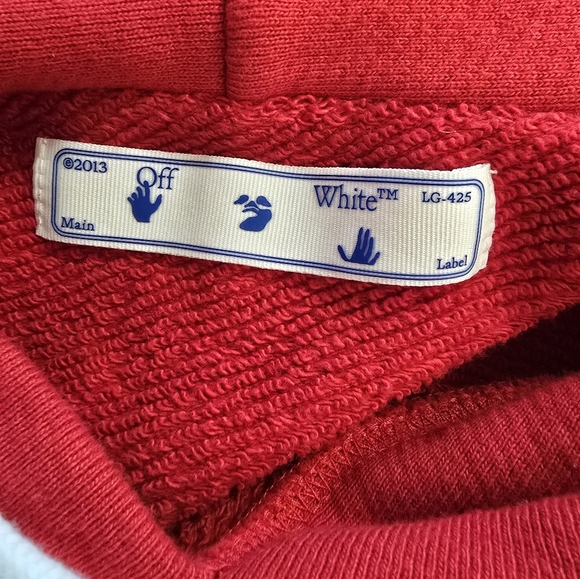 ©2013 Off White™ LG-425
Main Label